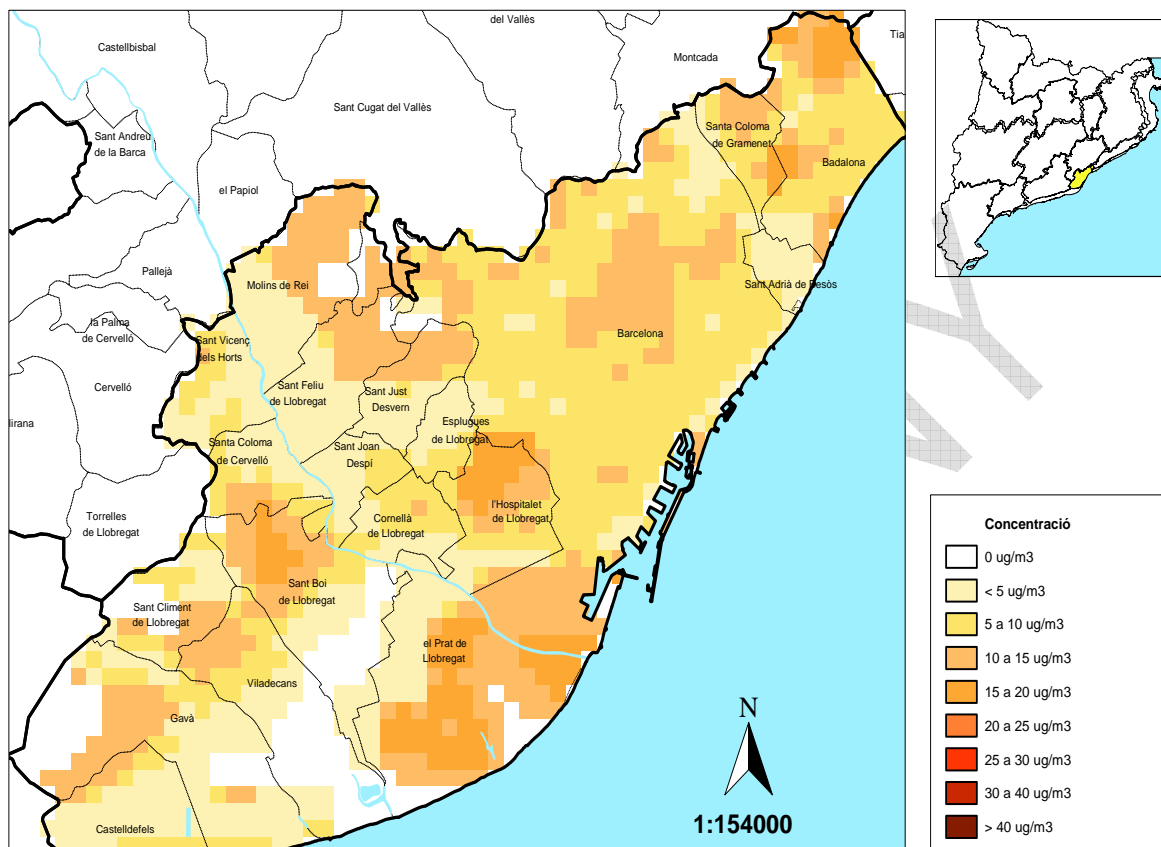 del Vallès
Castellbisbal
Montcada
Tia
Sant Cugat del Vallès
Sant Andreu
de la Barca
Santa Coloma
de Gramenet
Badalona
el Papiol
Pallejà
Molins de Rei
Sant Adrià de Besòs
la Palma
de Cervelló
Sant Vicenç
dels Horts
Barcelona
Cervelló
Sant Feliu
de Llobregat
Sant Just
Desvern
lirana
Esplugues
de Llobregat
Santa Coloma
de Cervelló
Sant Joan
Despí
Torrelles
de Llobregat
Cornellà
de Llobregat
l'Hospitalet
de Llobregat
Sant Boi
de Llobregat
Sant Climent
de Llobregat
el Prat de
Llobregat
Viladecans
Gavà
Castelldefels
N
1:154000
Concentració
0 ug/m3
< 5 ug/m3
5 a 10 ug/m3
10 a 15 ug/m3
15 a 20 ug/m3
20 a 25 ug/m3
25 a 30 ug/m3
30 a 40 ug/m3
> 40 ug/m3